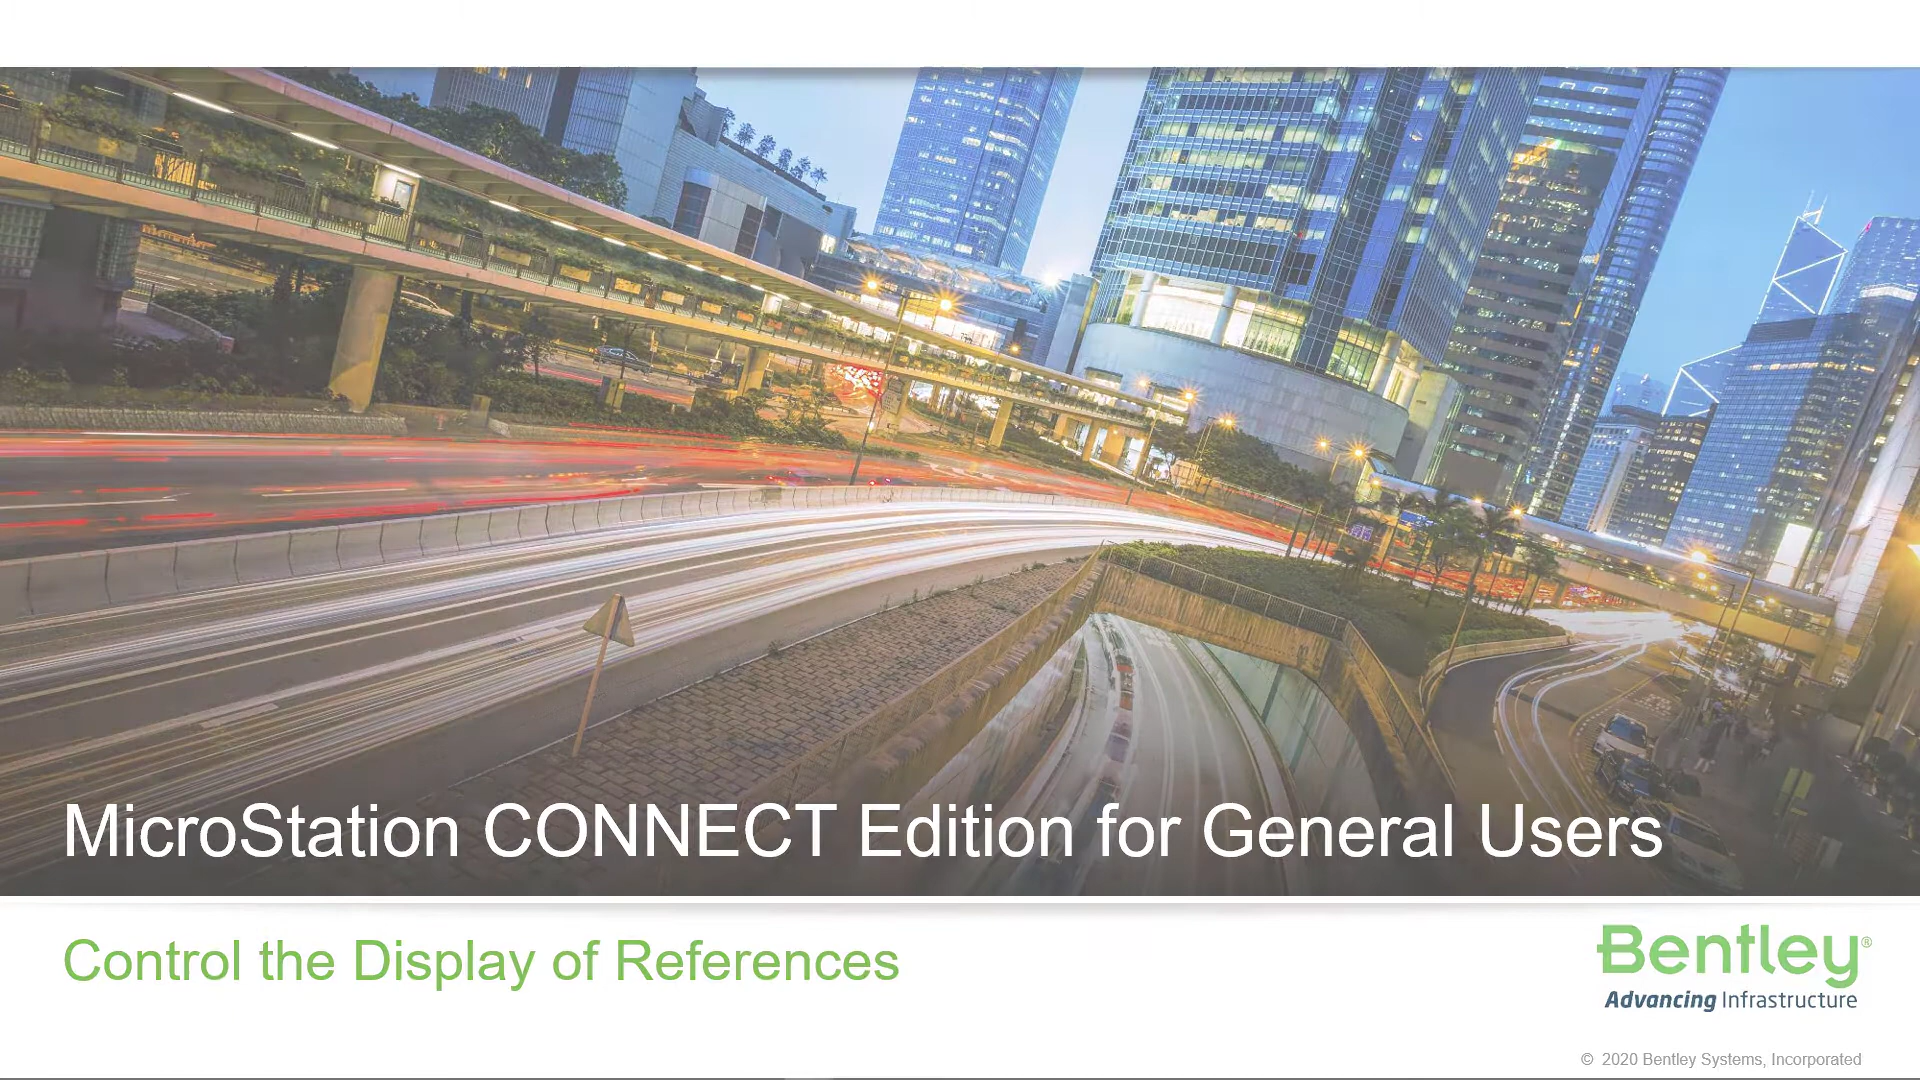 MicroStation CONNECT Edition for General Users
Control the Display of References
Bentley®
Advancing Infrastructure
© 2020 Bentley Systems, Incorporated